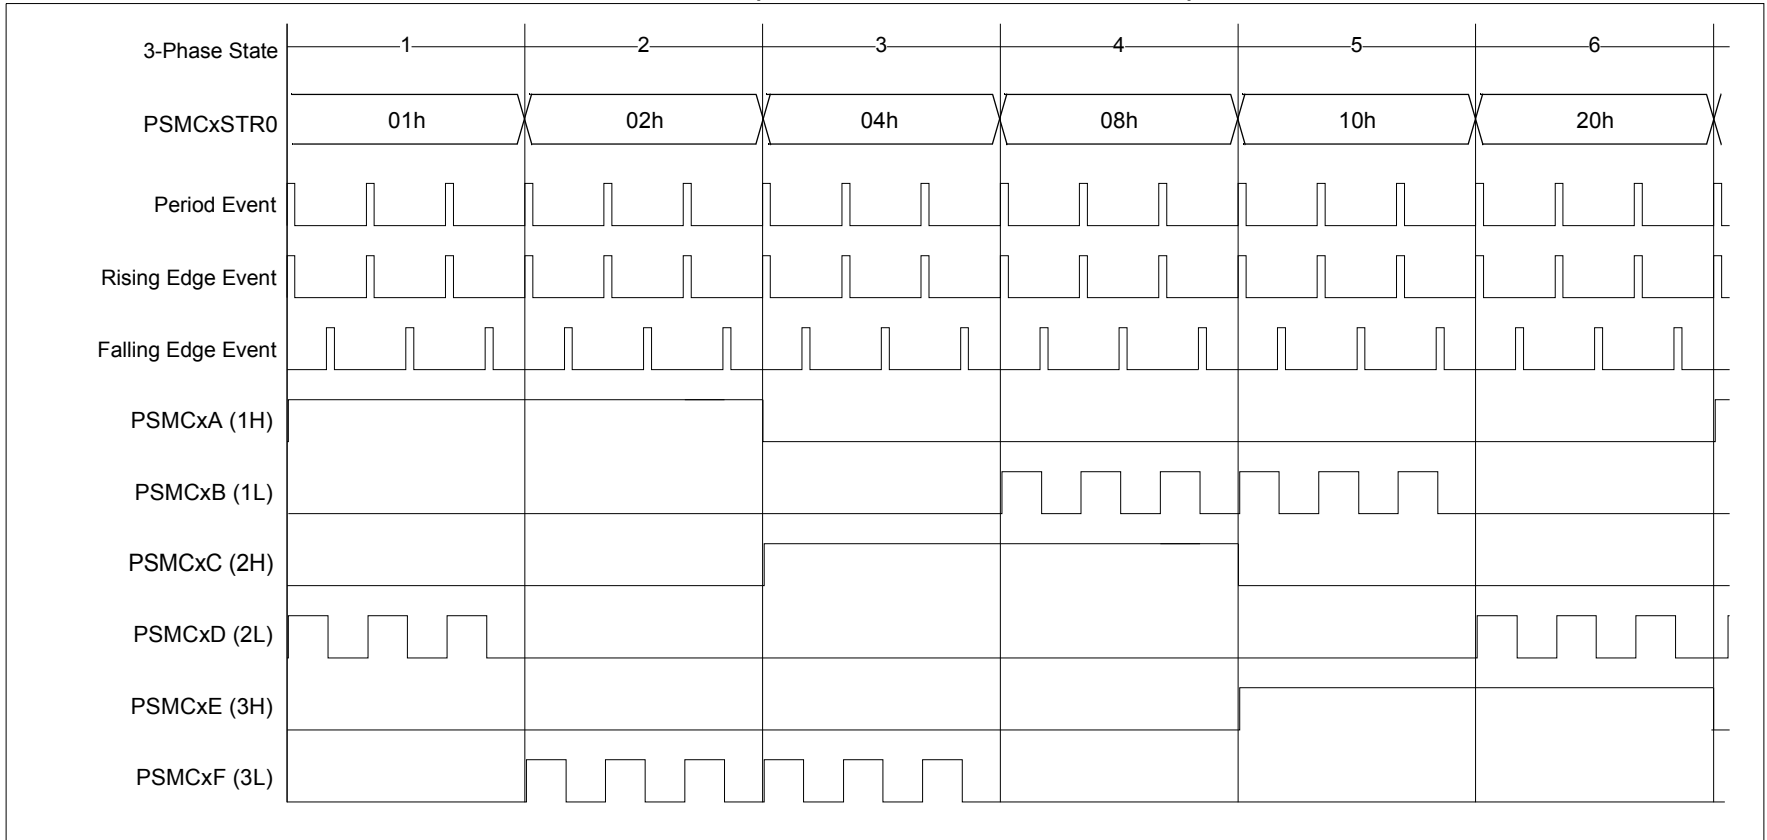 3-Phase State 1 2 3 4 5 6
PSMCxSTR0 01h 02h 04h 08h 10h 20h
Period Event
Rising Edge Event
Falling Edge Event
PSMCxA (1H)
PSMCxB (1L)
PSMCxC (2H)
PSMCxD (2L)
PSMCxE (3H)
PSMCxF (3L)